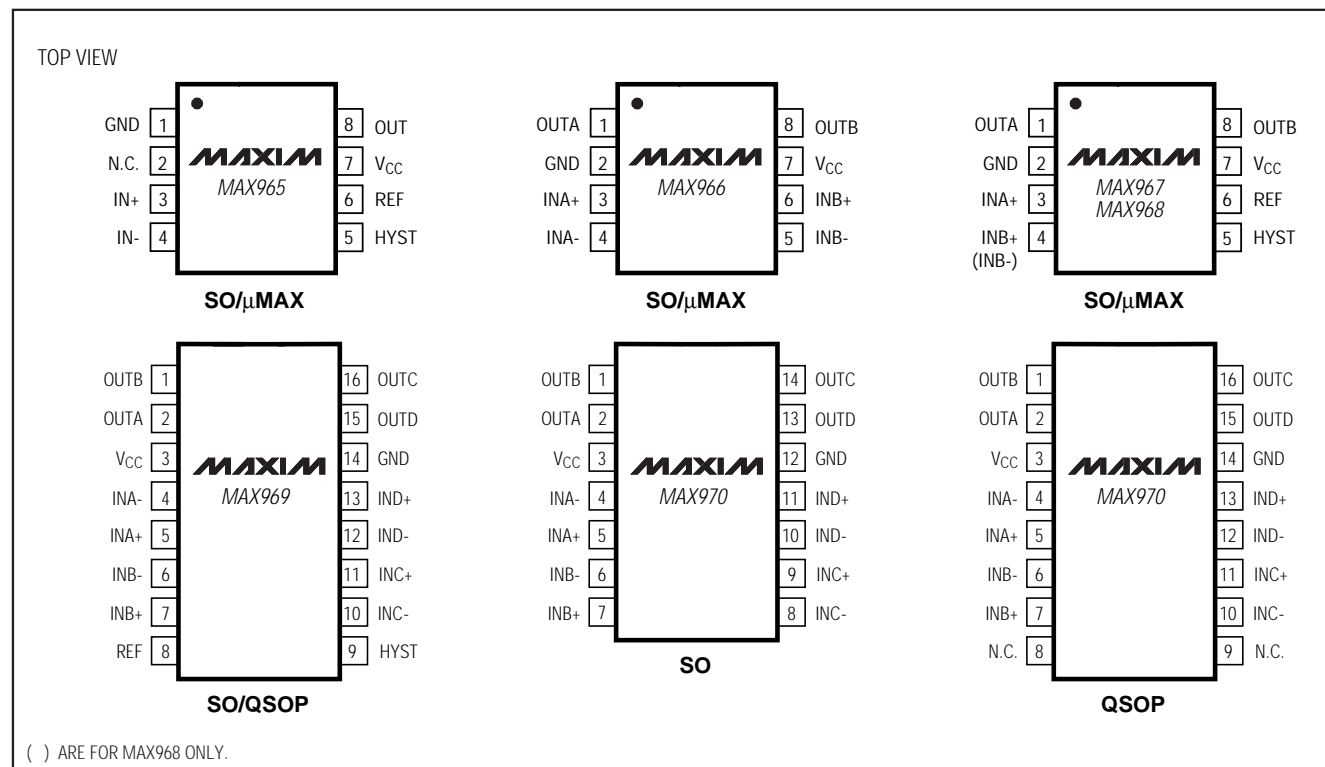 TOP VIEW
GND 1
N.C. 2
IN+ 3
IN- 4
8 OUT
7 VCC
6 REF
5 HYST
MAXIM
MAX965
SO/μMAX
OUTA 1
GND 2
INA+ 3
INA- 4
8 OUTB
7 VCC
6 INB+
5 INB-
MAXIM
MAX966
SO/μMAX
OUTA 1
GND 2
INA+ 3
INB+ 4
(INB-)
8 OUTB
7 VCC
6 REF
5 HYST
MAXIM
MAX967
MAX968
SO/μMAX
OUTB 1
OUTA 2
VCC 3
INA- 4
INA+ 5
INB- 6
INB+ 7
REF 8
16 OUTC
15 OUTD
14 GND
13 IND+
12 IND-
11 INC+
10 INC-
9 HYST
MAXIM
MAX969
SO/QSOP
OUTB 1
OUTA 2
VCC 3
INA- 4
INA+ 5
INB- 6
INB+ 7
14 OUTC
13 OUTD
12 GND
11 IND+
10 IND-
9 INC+
8 INC-
MAXIM
MAX970
SO
OUTB 1
OUTA 2
VCC 3
INA- 4
INA+ 5
INB- 6
INB+ 7
N.C. 8
16 OUTC
15 OUTD
14 GND
13 IND+
12 IND-
11 INC+
10 INC-
9 N.C.
MAXIM
MAX970
QSOP
( ) ARE FOR MAX968 ONLY.